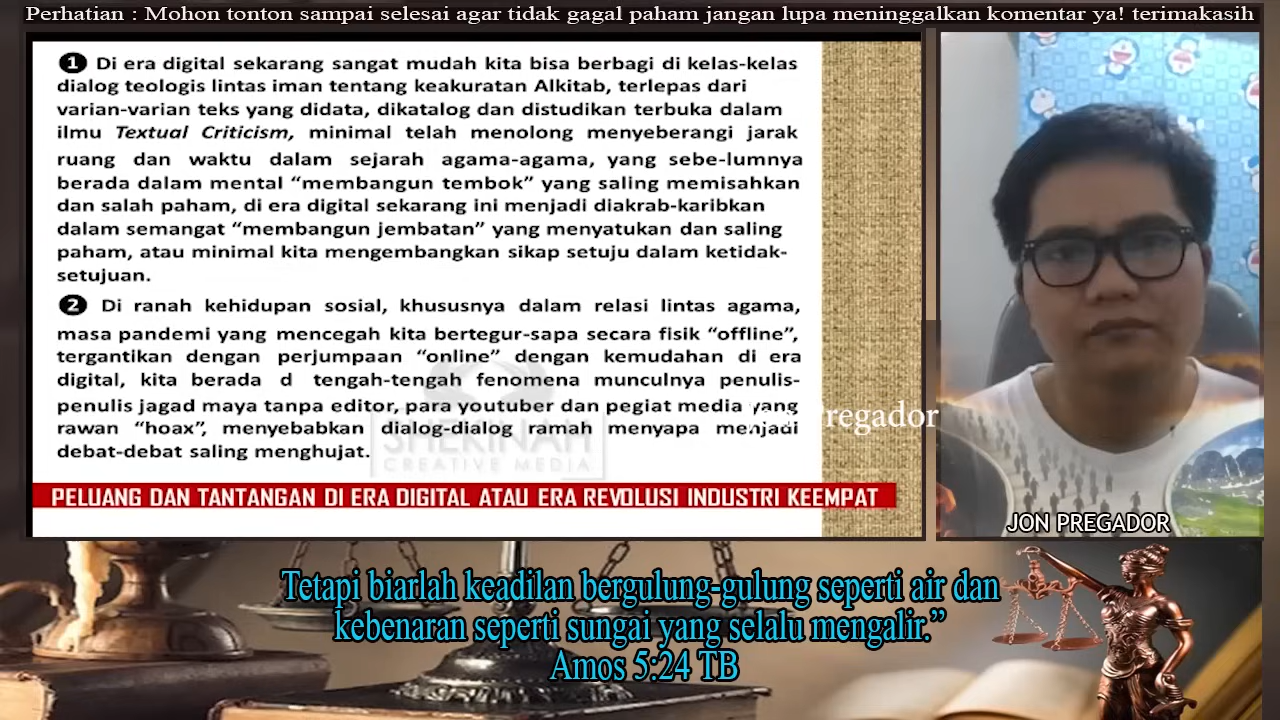 Perhatian : Mohon tonton sampai selesai agar tidak gagal paham jangan lupa meninggalkan komentar ya! terimakasih
1 Di era digital sekarang sangat mudah kita bisa berbagi di kelas-kelas
dialog teologis lintas iman tentang keakuratan Alkitab, terlepas dari
varian-varian teks yang didata, dikatalog dan distudikan terbuka dalam
ilmu Textual Criticism, minimal telah menolong menyeberangi jarak
ruang dan waktu dalam sejarah agama-agama, yang sebe-lumnya
berada dalam mental “membangun tembok” yang saling memisahkan
dan salah paham, di era digital sekarang ini menjadi diakrab-karibkan
dalam semangat “membangun jembatan” yang menyatukan dan saling
paham, atau minimal kita mengembangkan sikap setuju dalam ketidak-
setujuan.
2 Di ranah kehidupan sosial, khususnya dalam relasi lintas agama,
masa pandemi yang mencegah kita bertegur-sapa secara fisik “offline”,
tergantikan dengan perjumpaan “online” dengan kemudahan di era
digital, kita berada d tengah-tengah fenomena munculnya penulis-
penulis jagad maya tanpa editor, para youtuber dan pegiat media yang
rawan “hoax”, menyebabkan dialog-dialog ramah menyapa menjadi
debat-debat saling menghujat.
SHEKINAH
CREATIVE MEDIA
Pregador
PELUANG DAN TANTANGAN DI ERA DIGITAL ATAU ERA REVOLUSI INDUSTRI KEEMPAT
JON PREGADOR
Tetapi biarlah keadilan bergulung-gulung seperti air dan
kebenaran seperti sungai yang selalu mengalir.”
Amos 5:24 TB